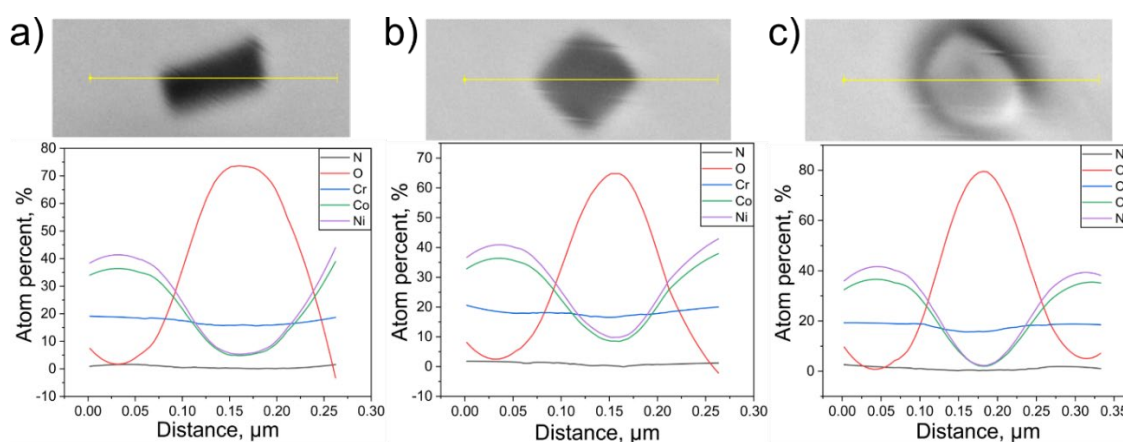 a)
b)
c)
N
O
Cr
Co
Ni
Atom percent, %
80
70
60
50
40
30
20
10
0
-10
0.00 0.05 0.10 0.15 0.20 0.25 0.30
Distance, µm
N
O
Cr
Co
Ni
Atom percent, %
70
60
50
40
30
20
10
0
-10
0.00 0.05 0.10 0.15 0.20 0.25 0.30
Distance, µm
N
O
C
C
N
Atom percent, %
80
60
40
20
0
0.00 0.05 0.10 0.15 0.20 0.25 0.30 0.35
Distance, µm